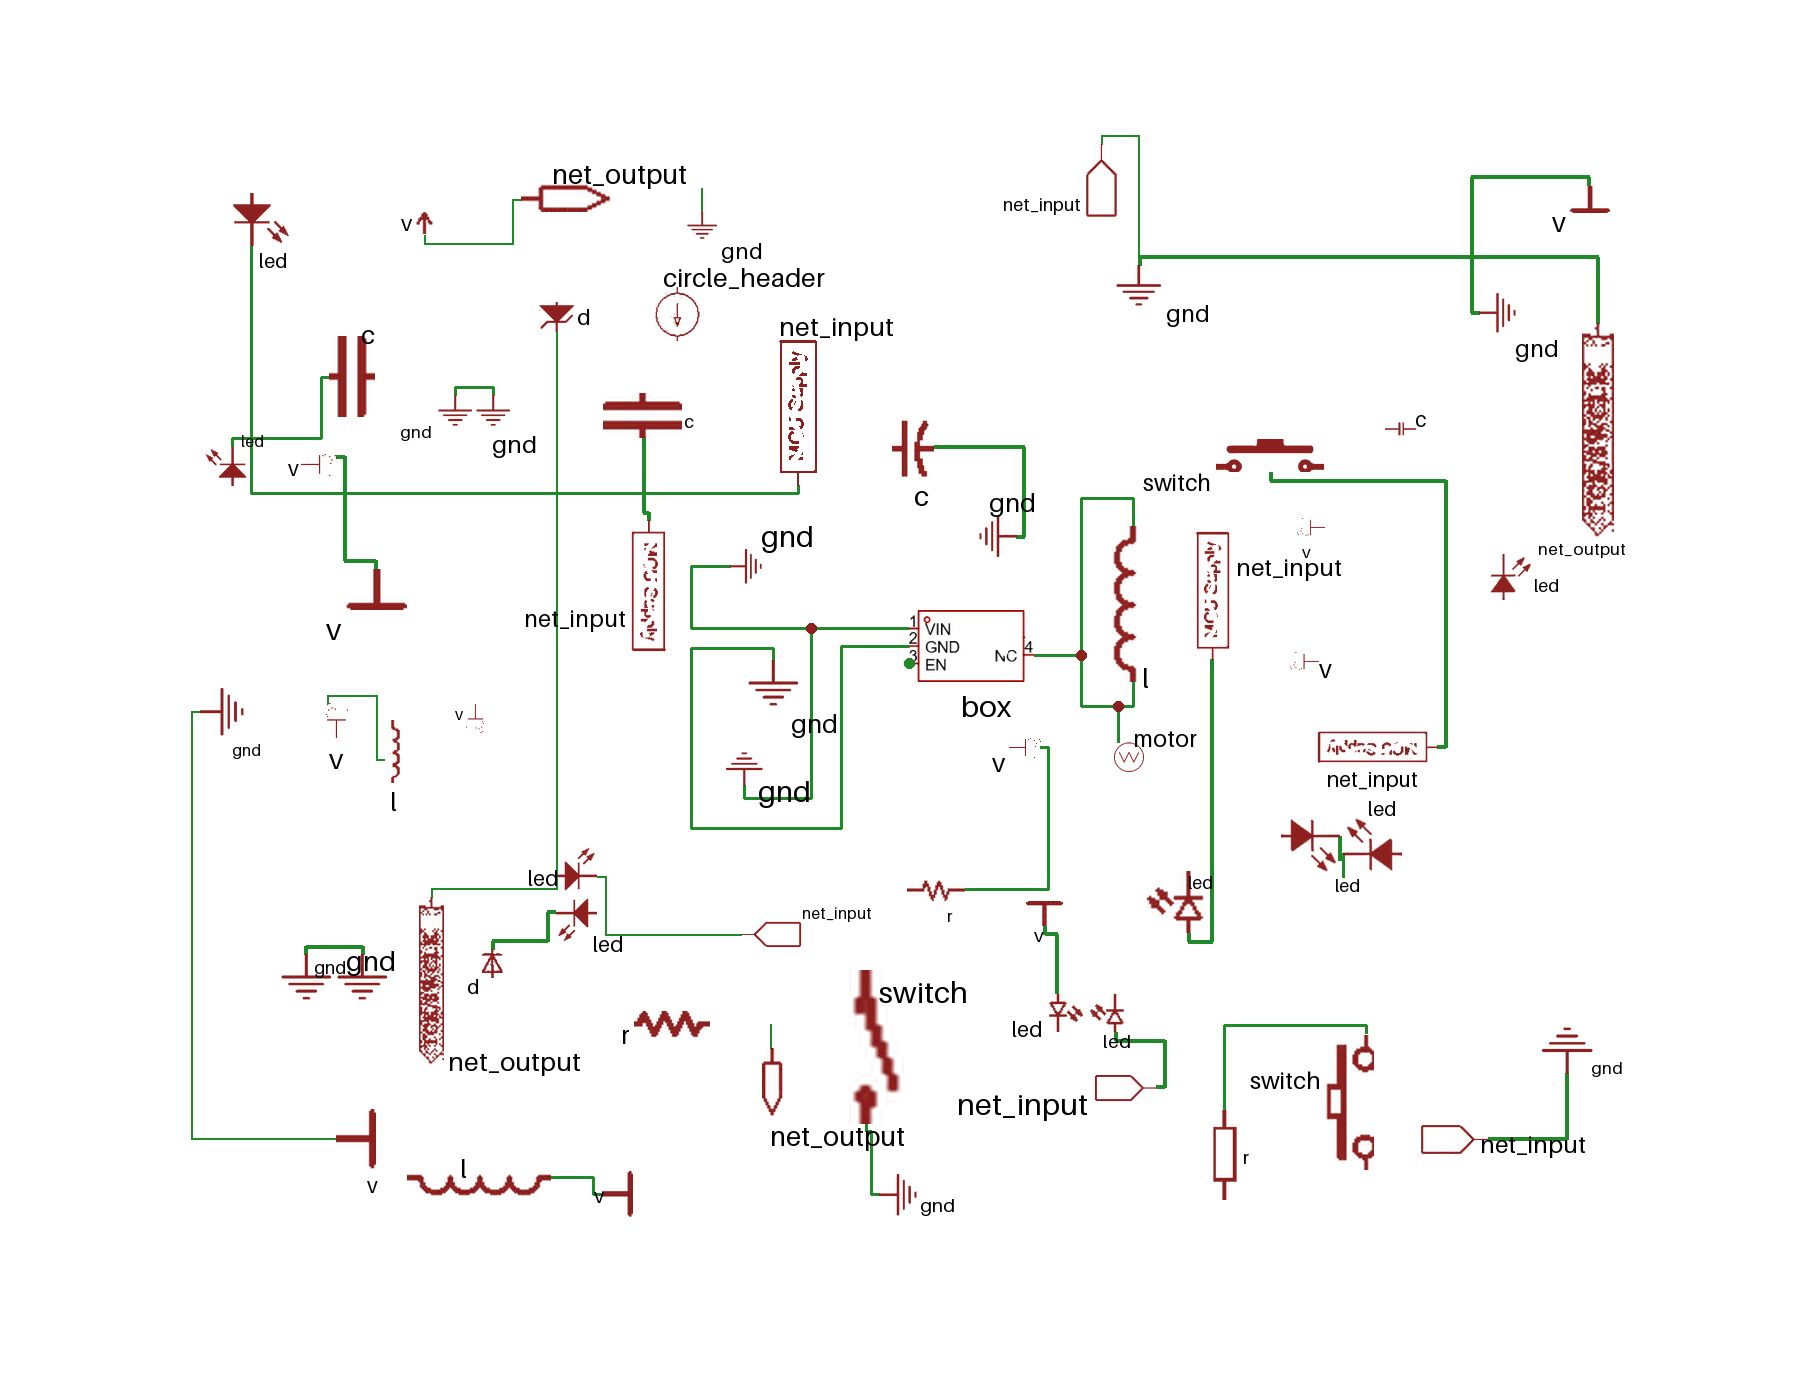 net_output
net_input
v
v
gnd
led
circle_header
gnd
d
net_input
c
gnd
c
c
gnd
led
gnd
v
c
switch
gnd
gnd
v
net_output
net_input
led
net_input
v
1
VIN
2
GND
3
EN
NC
4
box
l
v
gnd
v
gnd
v
l
gnd
motor
v
net_input
gnd
led
led
led
led
r
net_input
led
v
gnd
gnd
d
switch
net_output
r
led
led
net_input
switch
gnd
net_output
net_input
r
l
v
v
gnd